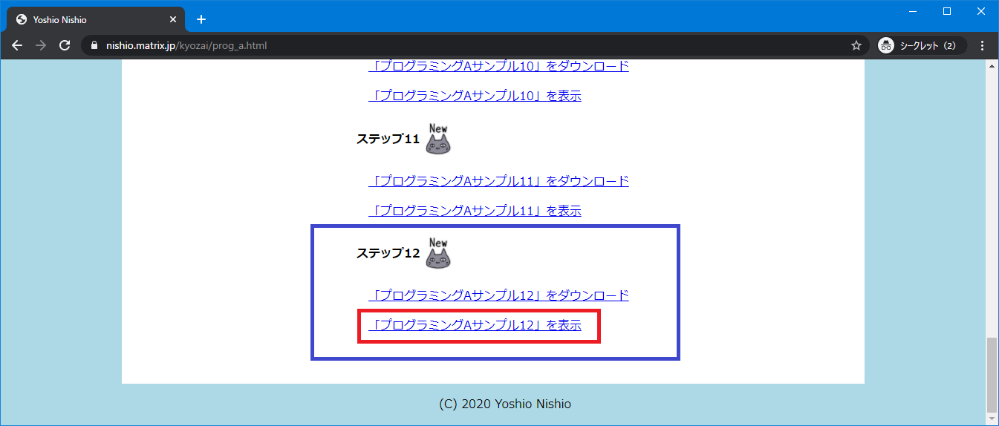 Yoshio Nishio
nishio.matrix.jp/kyozai/prog_a.html
シークレット（2）
「プログラミングAサンプル10」をダウンロード
「プログラミングAサンプル10」を表示
ステップ11 New
「プログラミングAサンプル11」をダウンロード
「プログラミングAサンプル11」を表示
ステップ12 New
「プログラミングAサンプル12」をダウンロード
「プログラミングAサンプル12」を表示
(C) 2020 Yoshio Nishio